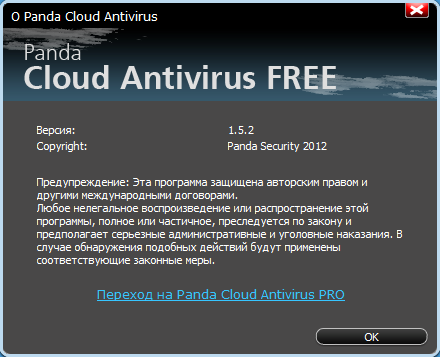 О Panda Cloud Antivirus
Panda
Cloud Antivirus FREE
Версия: 1.5.2
Copyright: Panda Security 2012
Предупреждение: Эта программа защищена авторским правом и
другими международными договорами.
Любое нелегальное воспроизведение или распространение этой
программы, полное или частичное, преследуется по закону и
предполагает серьезные административные и уголовные наказания. В
случае обнаружения подобных действий будут применены
соответствующие законные меры.
Переход на Panda Cloud Antivirus PRO
OK